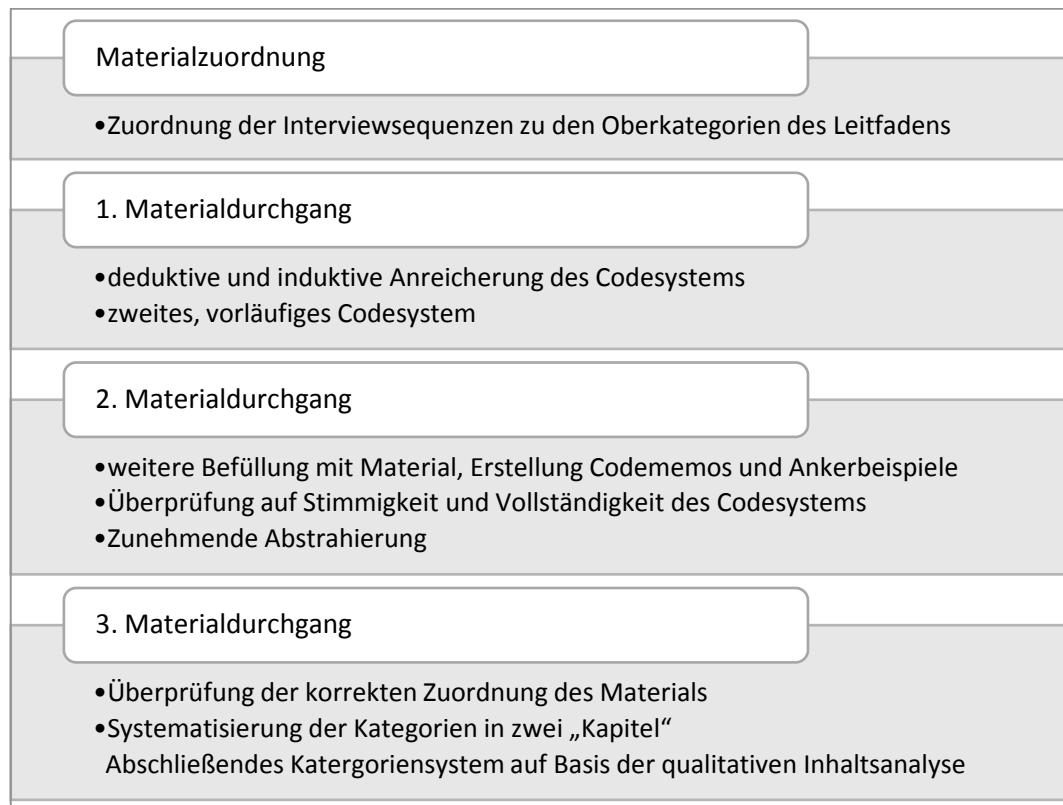 Materialzuordnung
•Zuordnung der Interviewsequenzen zu den Oberkategorien des Leitfadens
1. Materialdurchgang
•deduktive und induktive Anreicherung des Codesystems
•zweites, vorläufiges Codesystem
2. Materialdurchgang
•weitere Befüllung mit Material, Erstellung Codememos und Ankerbeispiele
•Überprüfung auf Stimmigkeit und Vollständigkeit des Codesystems
•Zunehmende Abstrahierung
3. Materialdurchgang
•Überprüfung der korrekten Zuordnung des Materials
•Systematisierung der Kategorien in zwei „Kapitel“
Abschließendes Katergoriensystem auf Basis der qualitativen Inhaltsanalyse